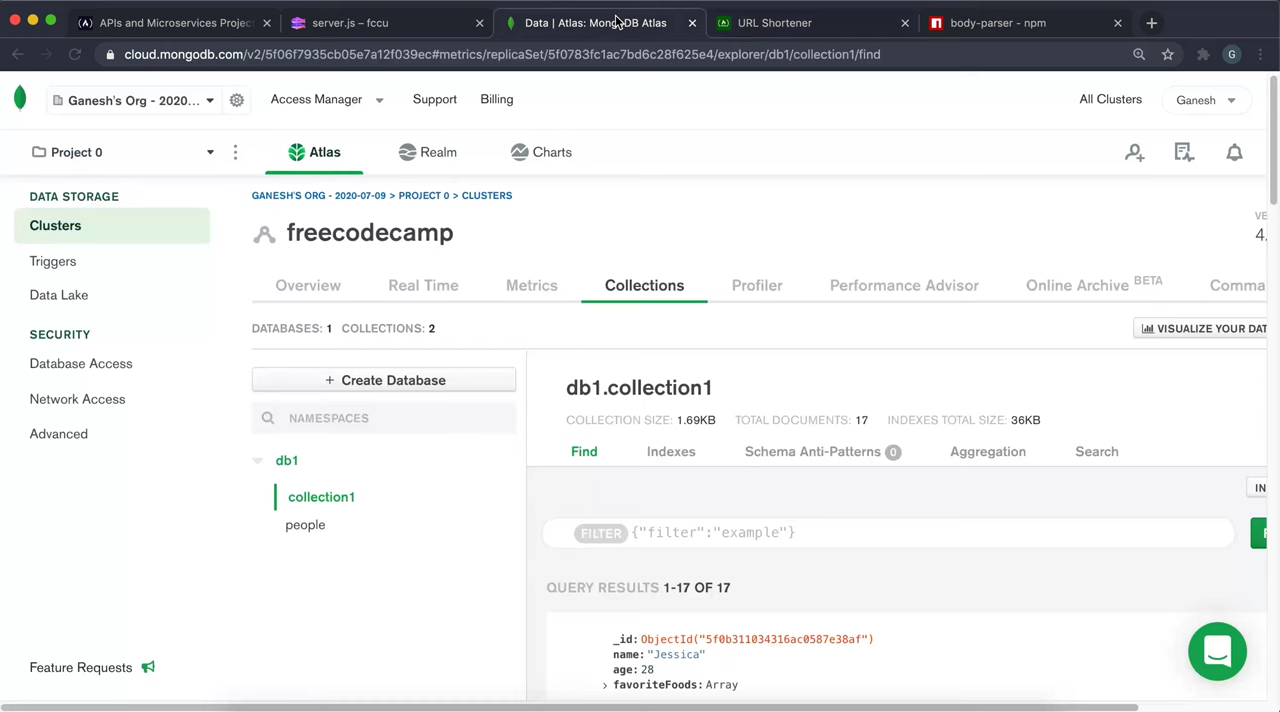 APIs and Microservices Project
server.js – fccu
Data | Atlas: MongoDB Atlas
URL Shortener
body-parser - npm
cloud.mongodb.com/v2/5f06f7935cb05e7a12f039ec#metrics/replicaSet/5f0783fc1ac7bd6c28f625e4/explorer/db1/collection1/find
G
Ganesh's Org - 2020...
Access Manager
Support
Billing
All Clusters
Ganesh
Project 0
Atlas
Realm
Charts
DATA STORAGE
Clusters
Triggers
Data Lake
SECURITY
Database Access
Network Access
Advanced
Feature Requests
GANESH'S ORG - 2020-07-09 > PROJECT 0 > CLUSTERS
freecodecamp
VE
4.
Overview
Real Time
Metrics
Collections
Profiler
Performance Advisor
Online Archive BETA
Comma
DATABASES: 1 COLLECTIONS: 2
VISUALIZE YOUR DAT
+ Create Database
NAMESPACES
db1
collection1
people
db1.collection1
COLLECTION SIZE: 1.69KB TOTAL DOCUMENTS: 17 INDEXES TOTAL SIZE: 36KB
Find
Indexes
Schema Anti-Patterns 0
Aggregation
Search
IN
FILTER {"filter":"example"}
F
QUERY RESULTS 1-17 OF 17
_id: ObjectId("5f0b311034316ac0587e38af")
name: "Jessica"
age: 28
> favoriteFoods: Array